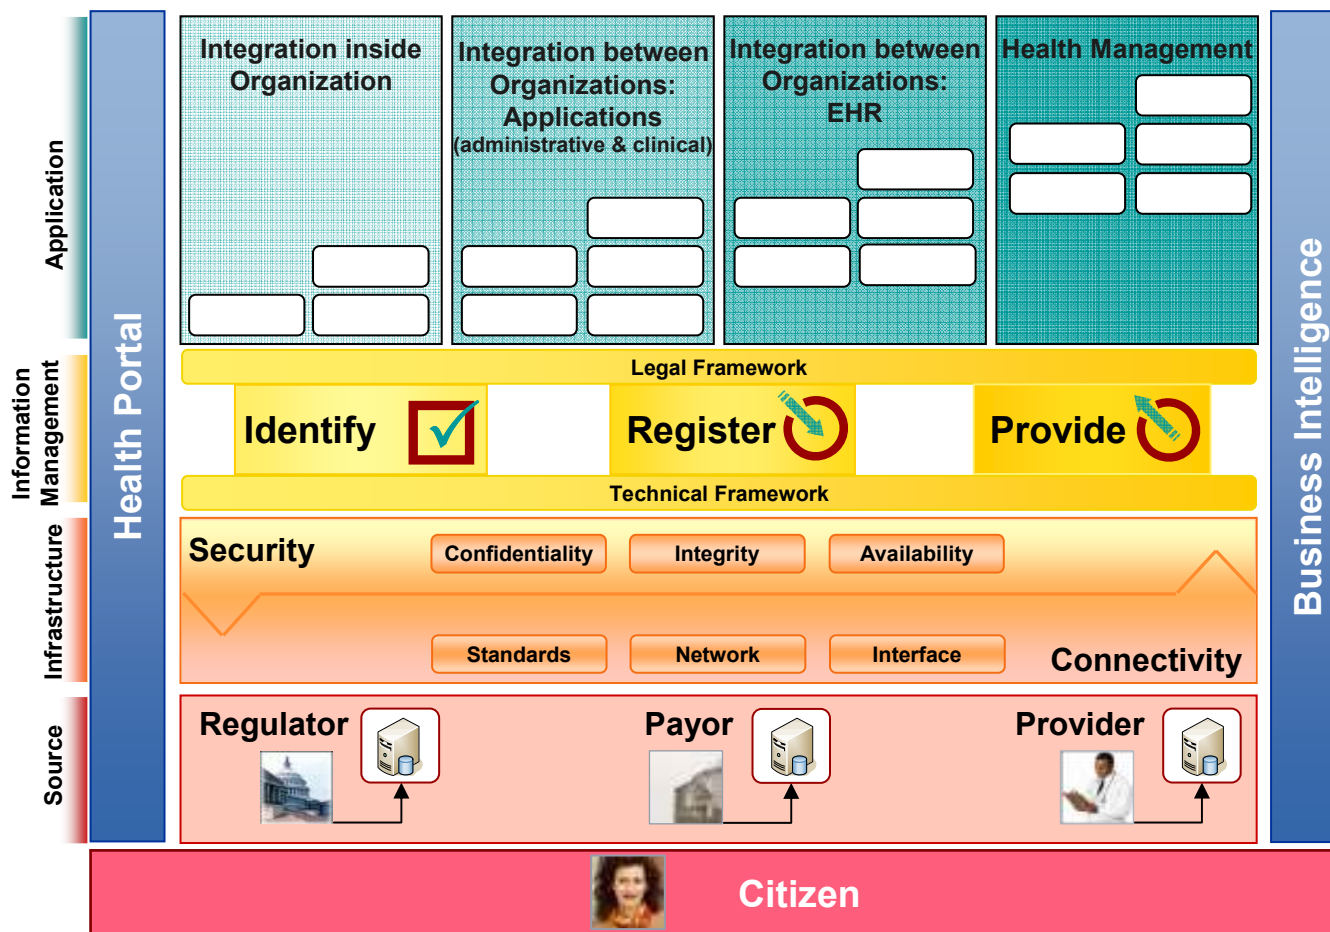 Application
Information
Management
Infrastructure
Source
Health Portal
Integration inside
Organization
Integration between
Organizations:
Applications
(administrative & clinical)
Integration between
Organizations:
EHR
Health Management
Legal Framework
Identify
Register
Provide
Technical Framework
Security
Confidentiality
Integrity
Availability
Standards
Network
Interface
Connectivity
Regulator
Payor
Provider
Business Intelligence
Citizen